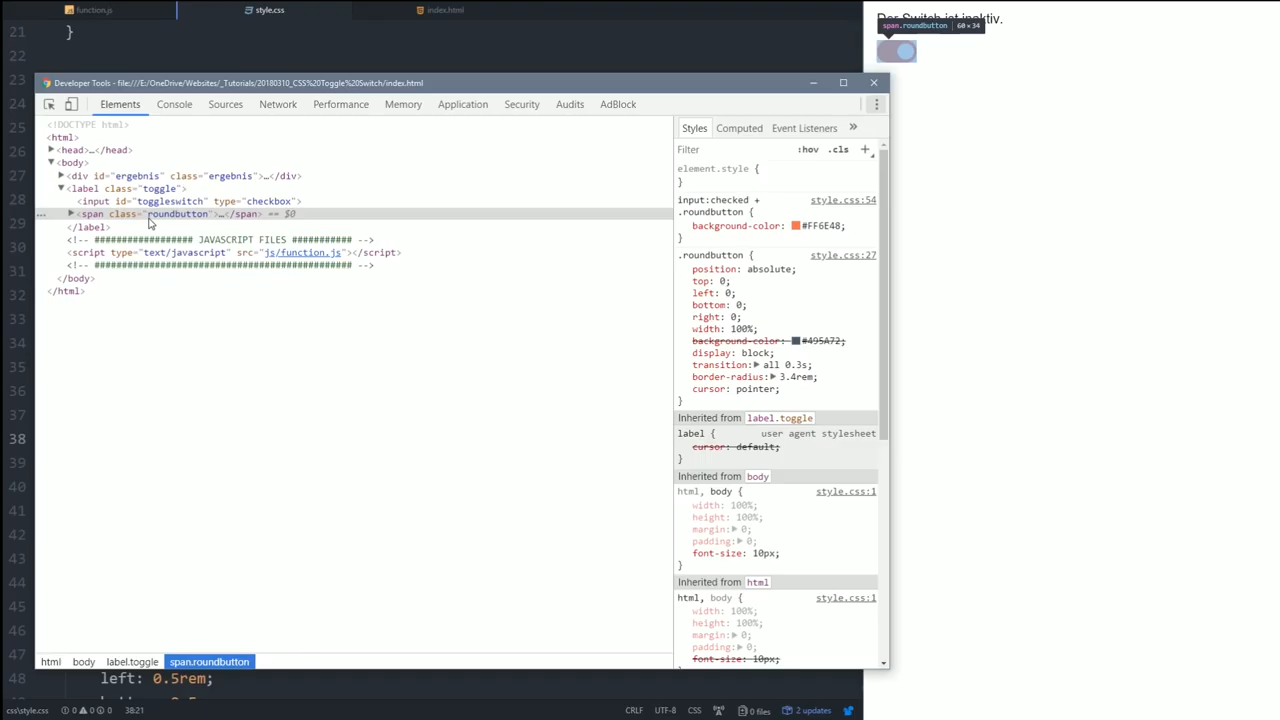 function.js
style.css
index.html
Der Switch ist inaktiv.
span.roundbutton 60×34
21 }
22
23
24
25
26
27
28
29
30
31
32
33
34
35
36
37
38
39
40
41
42
43
44
45
46
47
48 left: 0.5rem;
Developer Tools - file:///E:/OneDrive/Websites/_Tutorials/20180310_CSS%20Toggle%20Switch/index.html
Elements Console Sources Network Performance Memory Application Security Audits AdBlock
<!DOCTYPE html>
<html>
<head>…</head>
<body>
<div id="ergebnis" class="ergebnis">…</div>
<label class="toggle">
<input id="toggleswitch" type="checkbox">
… <span class="roundbutton">…</span> == $0
</label>
<!-- ################## JAVASCRIPT FILES ########### -->
<script type="text/javascript" src="js/function.js"></script>
<!-- ############################################### -->
</body>
</html>
Styles Computed Event Listeners »
Filter :hov .cls +
element.style {
}
input:checked + style.css:54
.roundbutton {
background-color: #FF6E48;
}
.roundbutton { style.css:27
position: absolute;
top: 0;
left: 0;
bottom: 0;
right: 0;
width: 100%;
background-color: #495A72;
display: block;
transition: all 0.3s;
border-radius: 3.4rem;
cursor: pointer;
}
Inherited from label.toggle
label { user agent stylesheet
cursor: default;
}
Inherited from body
html, body { style.css:1
width: 100%;
height: 100%;
margin: 0;
padding: 0;
font-size: 10px;
}
Inherited from html
html, body { style.css:1
width: 100%;
height: 100%;
margin: 0;
padding: 0;
font-size: 10px;
html body label.toggle span.roundbutton
css\style.css 0 0 0 38:21 CRLF UTF-8 CSS 0 files 2 updates